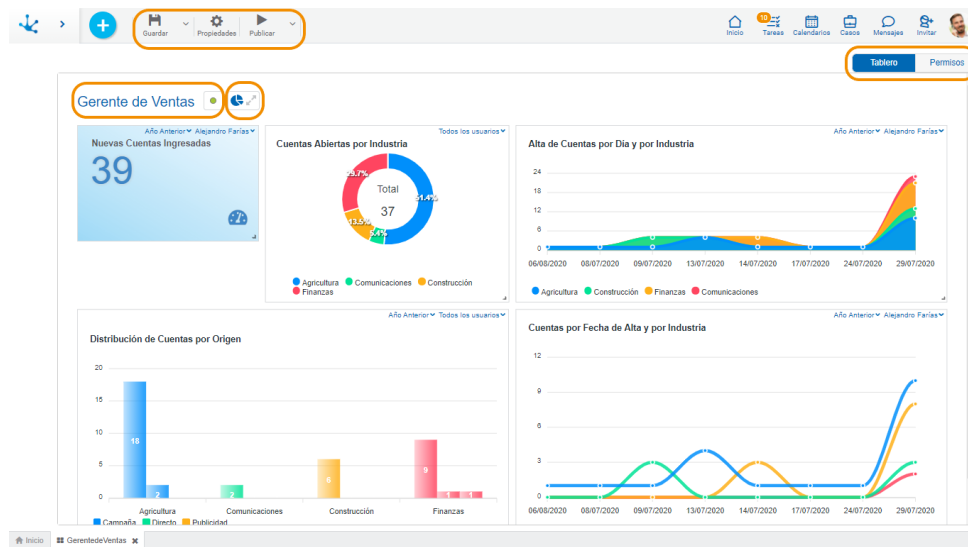 Guardar Propiedades Publicar
Inicio 10 Tareas Calendarios Casos Mensajes Invitar
Tablero Permisos
Gerente de Ventas
Año Anterior Alejandro Farías
Nuevas Cuentas Ingresadas
39
Todos los usuarios
Cuentas Abiertas por Industria
29.7%
51.4%
13.5%
5.4%
Total
37
Agricultura Comunicaciones Construcción
Finanzas
Año Anterior Alejandro Farías
Alta de Cuentas por Día y por Industria
24
18
12
6
0
06/08/2020 08/07/2020 09/07/2020 13/07/2020 14/07/2020 17/07/2020 24/07/2020 29/07/2020
Agricultura Construcción Finanzas Comunicaciones
Año Anterior Todos los usuarios
Distribución de Cuentas por Origen
20
15
10
5
0
18 2 2 6 9 1 1
Agricultura Comunicaciones Construcción Finanzas
Campaña Directo Publicidad
Año Anterior Alejandro Farías
Cuentas por Fecha de Alta y por Industria
12
9
6
3
0
06/08/2020 08/07/2020 09/07/2020 13/07/2020 14/07/2020 17/07/2020 24/07/2020 29/07/2020
Inicio GerentedeVentas